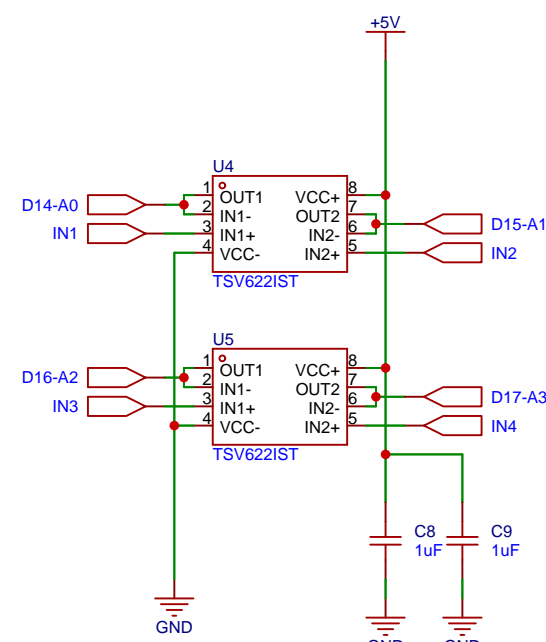 +5V
U4
D14-A0
IN1
1
2
3
4
OUT1
IN1-
IN1+
VCC-
VCC+
OUT2
IN2-
IN2+
8
7
6
5
D15-A1
IN2
TSV622IST
U5
D16-A2
IN3
1
2
3
4
OUT1
IN1-
IN1+
VCC-
VCC+
OUT2
IN2-
IN2+
8
7
6
5
D17-A3
IN4
TSV622IST
C8
1uF
C9
1uF
GND
GND
GND